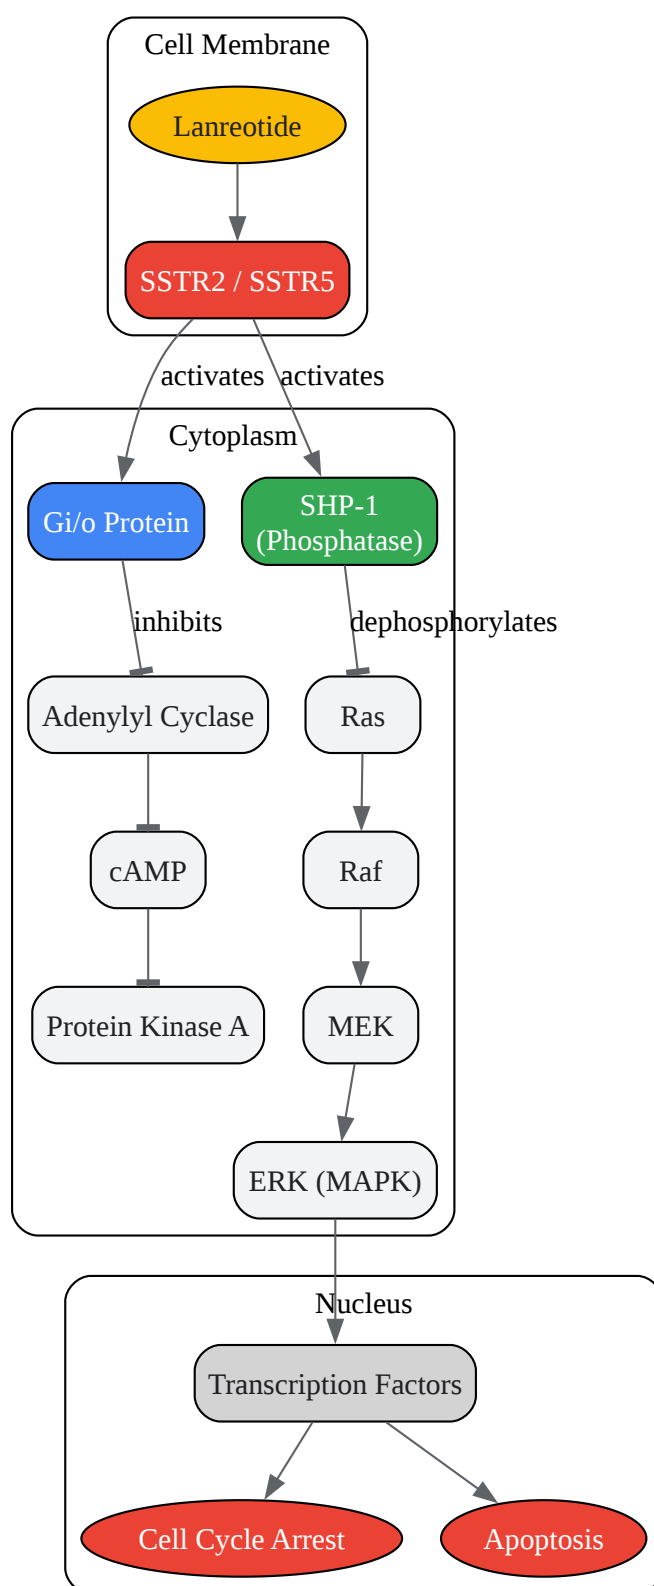 Cell Membrane
Lanreotide
SSTR2 / SSTR5
activates
activates
Cytoplasm
Gi/o Protein
SHP-1
(Phosphatase)
inhibits
dephosphorylates
Adenylyl Cyclase
Ras
cAMP
Raf
Protein Kinase A
MEK
ERK (MAPK)
Nucleus
Transcription Factors
Cell Cycle Arrest
Apoptosis